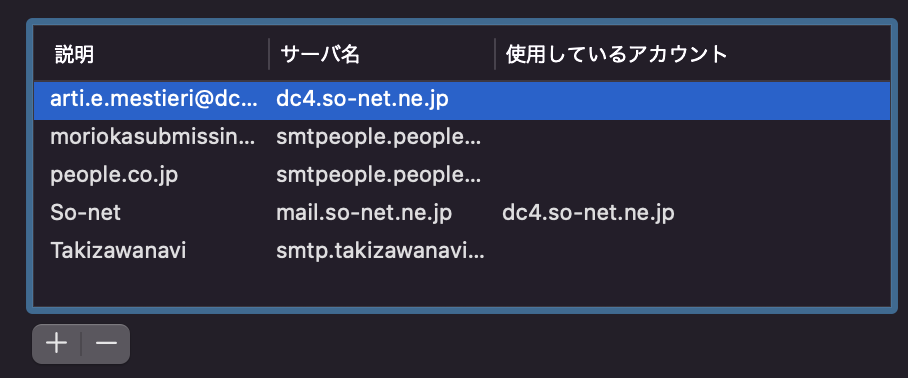 説明 サーバ名 使用しているアカウント
arti.e.mestieri@dc... dc4.so-net.ne.jp
moriokasubmissin... smtpeople.people...
people.co.jp smtpeople.people...
So-net mail.so-net.ne.jp dc4.so-net.ne.jp
Takizawanavi smtp.takizawanavi...